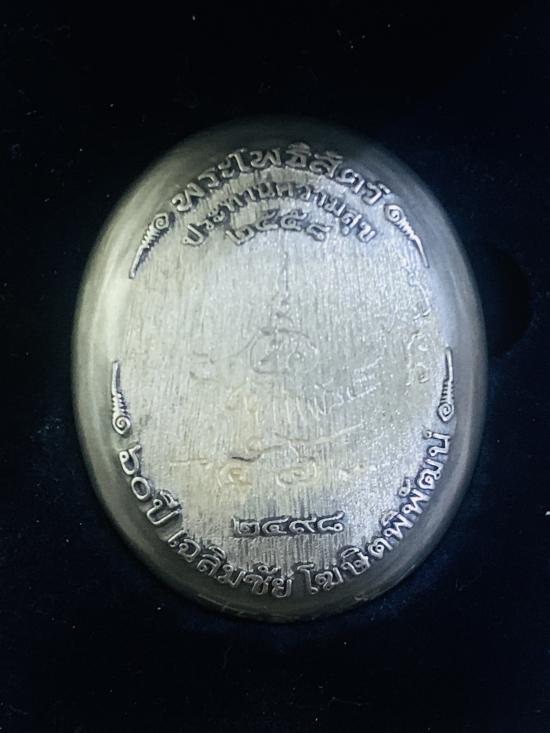 พระโพธิสัตร์
ประทานความสุข
๒๕๕๘
๒๔๙๘
๖๐ปี เฉลิมชัย โฆษิตพิพัฒน์